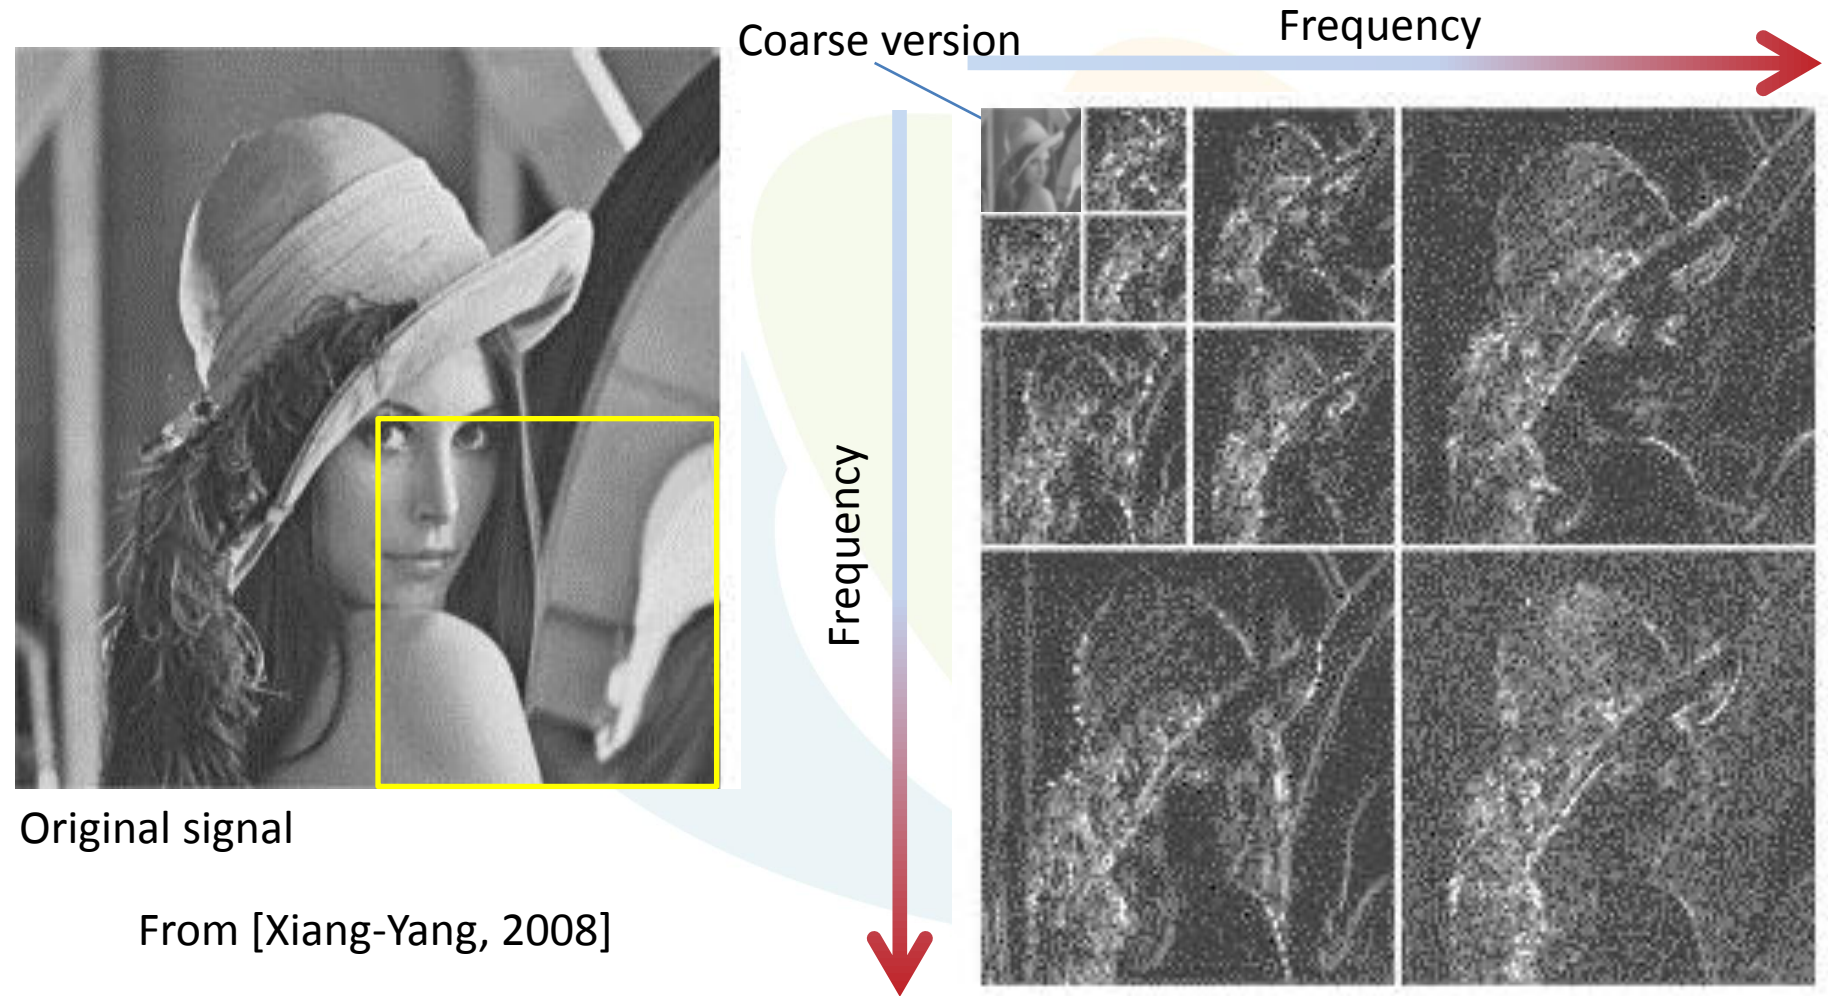 Coarse version
Frequency
Frequency
Original signal
From [Xiang-Yang, 2008]